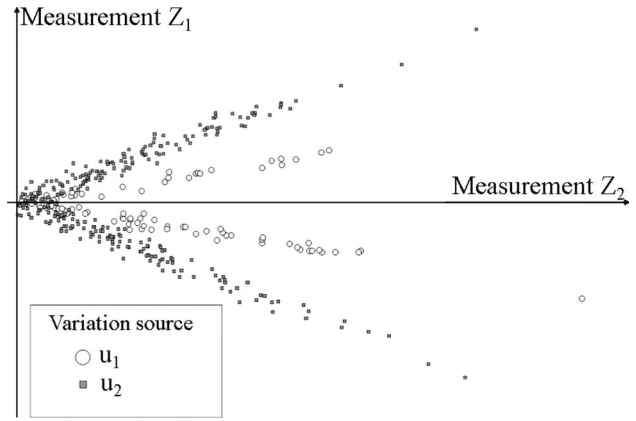 Measurement Z1
Measurement Z2
Variation source
u1
u2